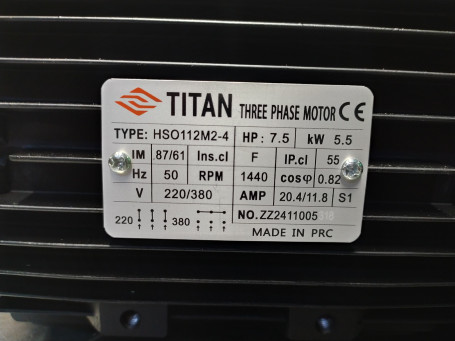 TITAN THREE PHASE MOTOR CE
TYPE: HSO112M2-4 HP: 7.5 kW 5.5
IM .87/61 Ins.cl F IP.cl 55
Hz 50 RPM 1440 cosφ 0.82
V 220/380 AMP 20.4/11.8 S1
220 380 NO. ZZ2411005
MADE IN PRC